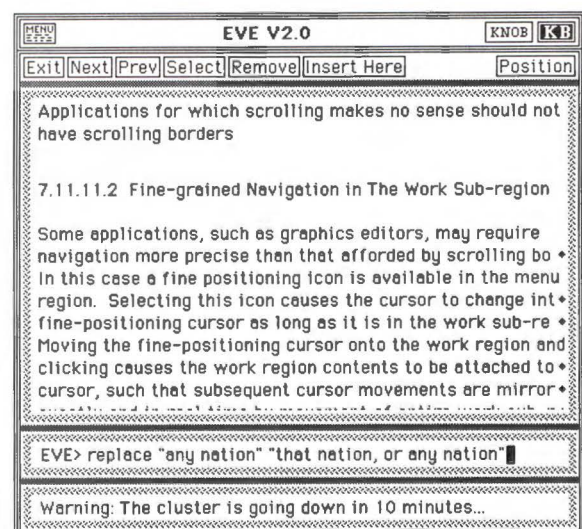 MENU EVE V2.0 KNOB KB
Exit Next Prev Select Remove Insert Here Position
Applications for which scrolling makes no sense should not
have scrolling borders
7.11.11.2 Fine-grained Navigation in The Work Sub-region
Some applications, such as graphics editors, may require
navigation more precise than that afforded by scrolling bo
In this case a fine positioning icon is available in the menu
region. Selecting this icon causes the cursor to change int
fine-positioning cursor as long as it is in the work sub-re
Moving the fine-positioning cursor onto the work region and
clicking causes the work region contents to be attached to
cursor, such that subsequent cursor movements are mirror
EVE> replace "any nation" "that nation, or any nation"
Warning: The cluster is going down in 10 minutes...